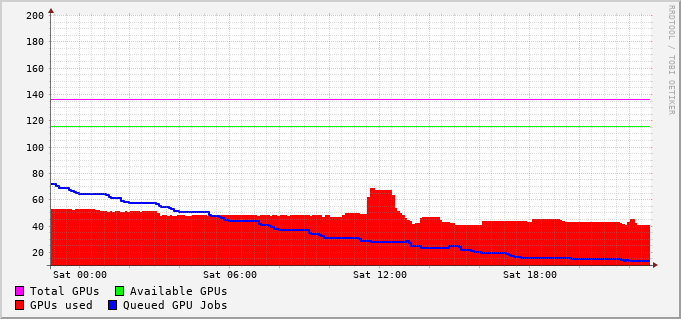 RRDTOOL / TOBI OETIKER
200
180
160
140
120
100
80
60
40
20
Sat 00:00 Sat 06:00 Sat 12:00 Sat 18:00
Total GPUs Available GPUs
GPUs used Queued GPU Jobs